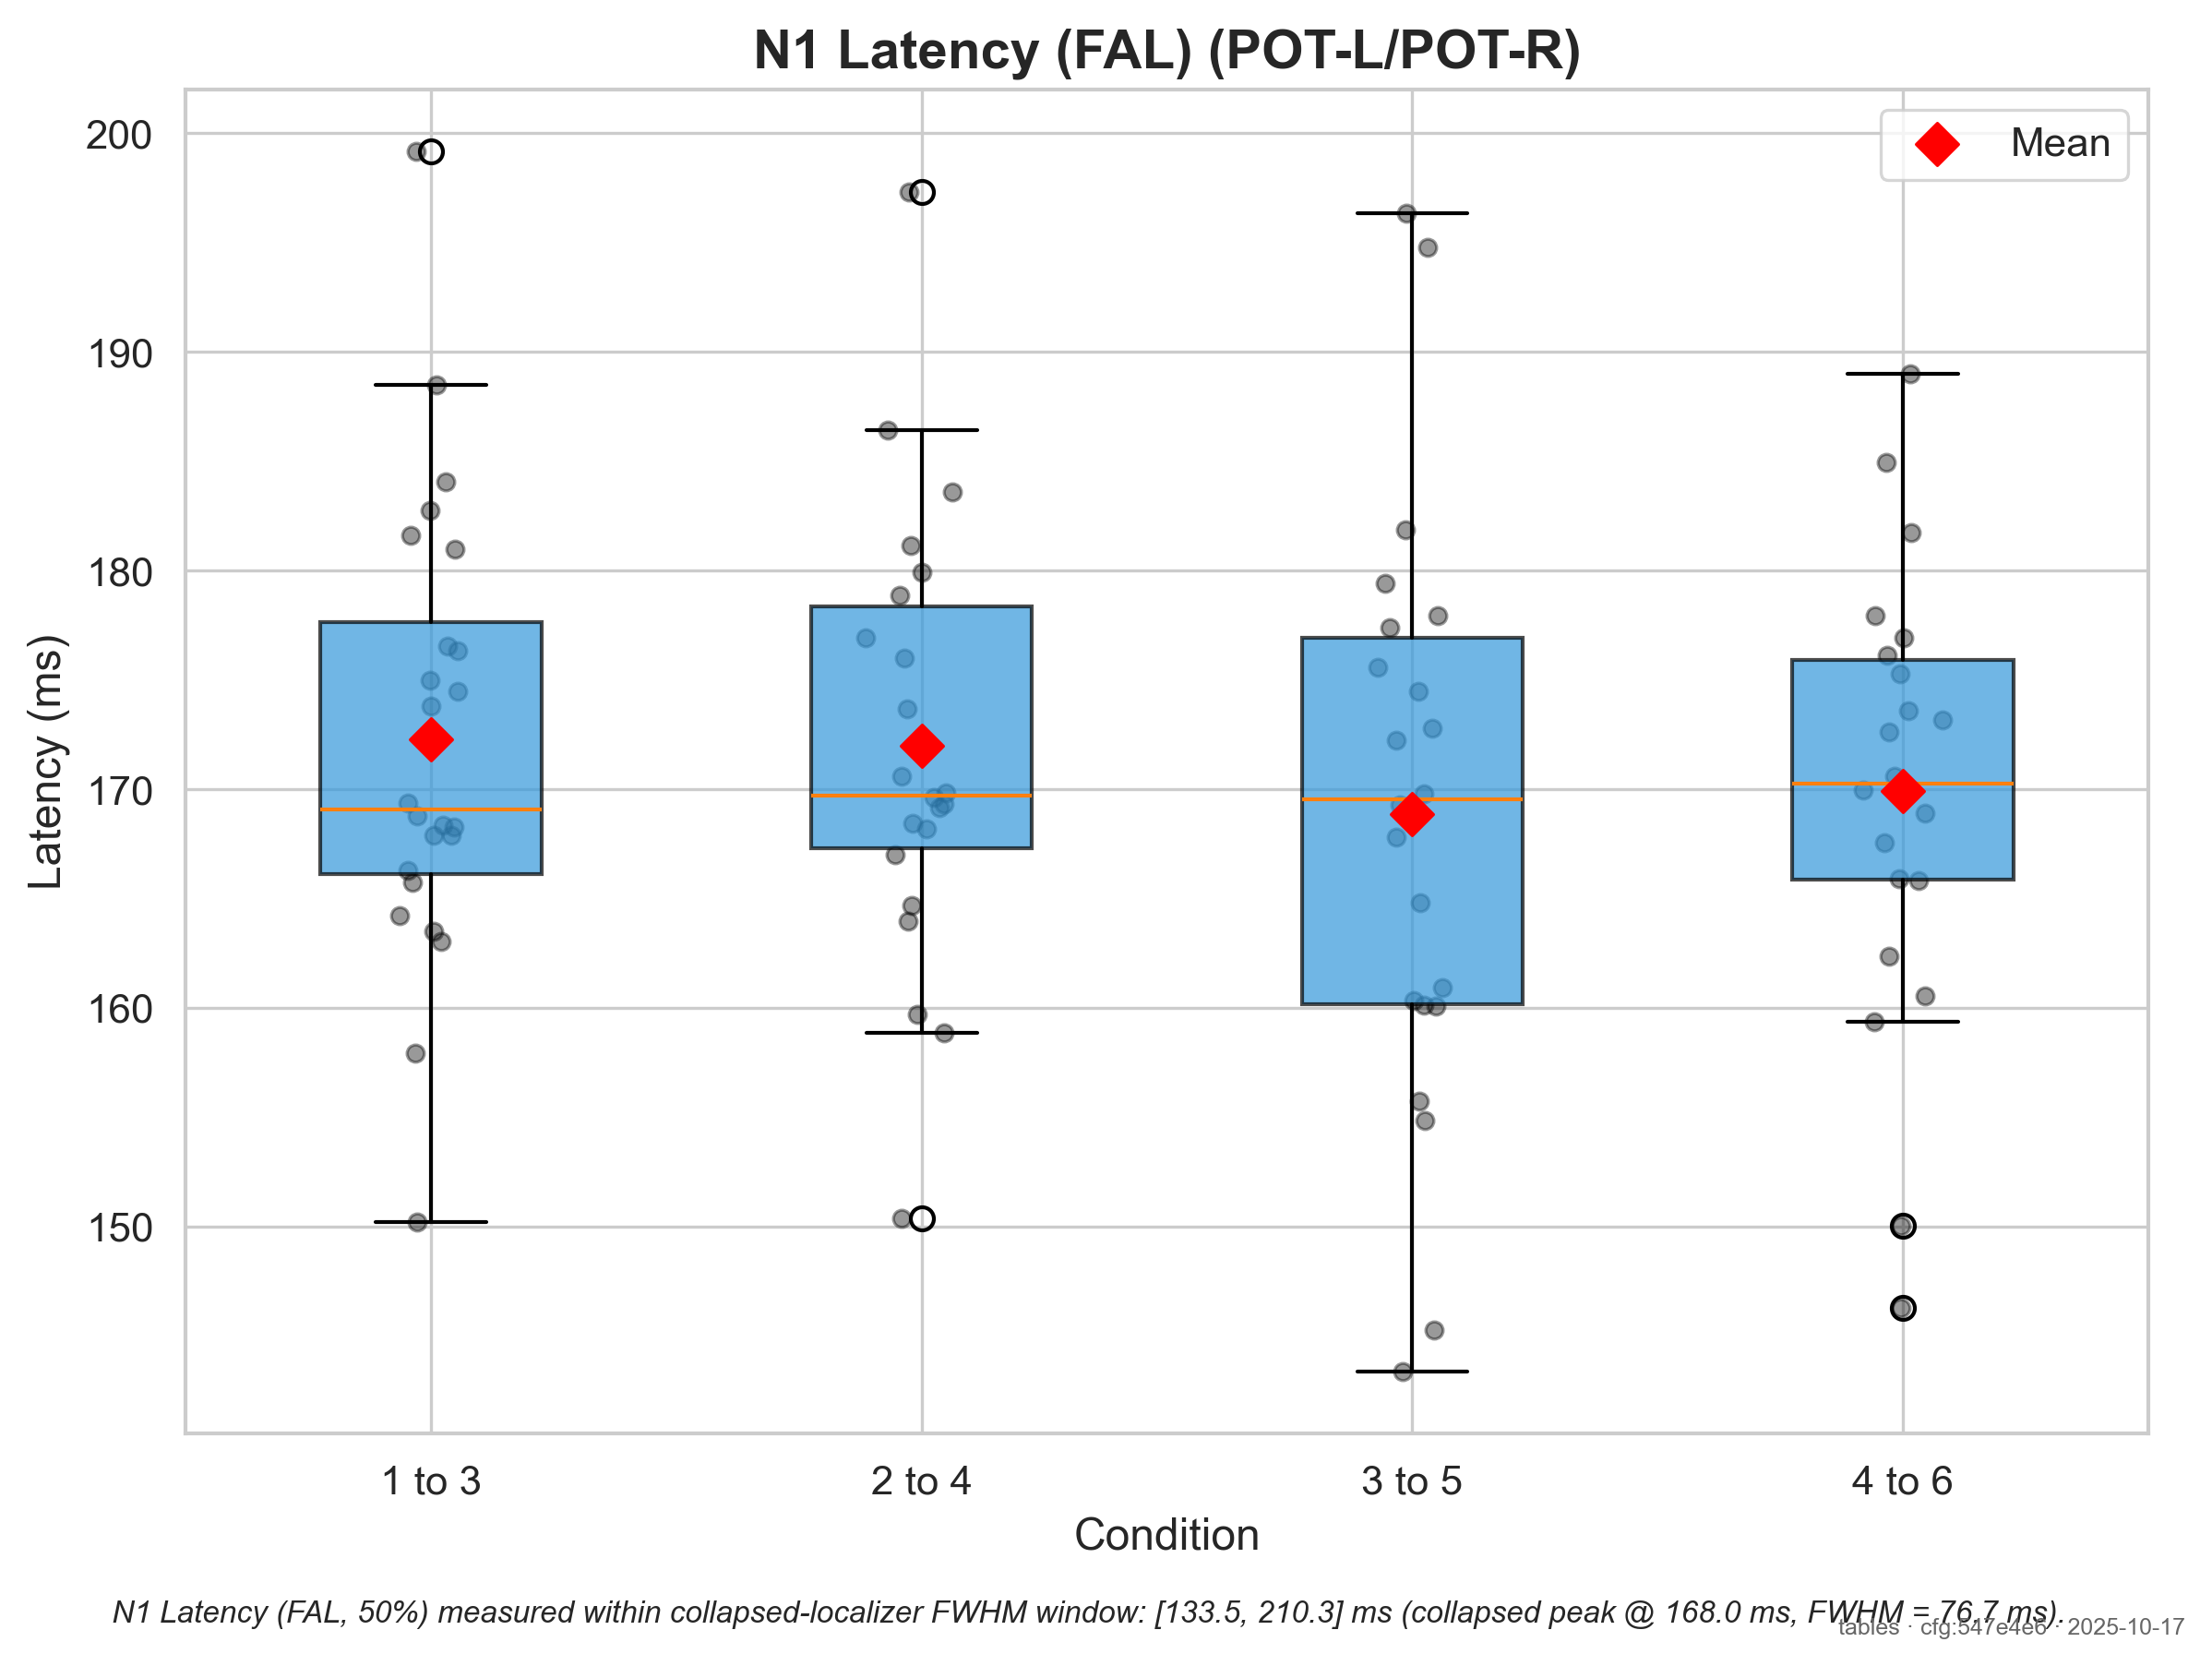 N1 Latency (FAL) (POT-L/POT-R)
Mean
200
190
180
170
160
150
Latency (ms)
1 to 3
2 to 4
3 to 5
4 to 6
Condition
N1 Latency (FAL, 50%) measured within collapsed-localizer FWHM window: [133.5, 210.3] ms (collapsed peak @ 168.0 ms, FWHM = 76.7 ms).
tables · cfg:547e4e6 · 2025-10-17